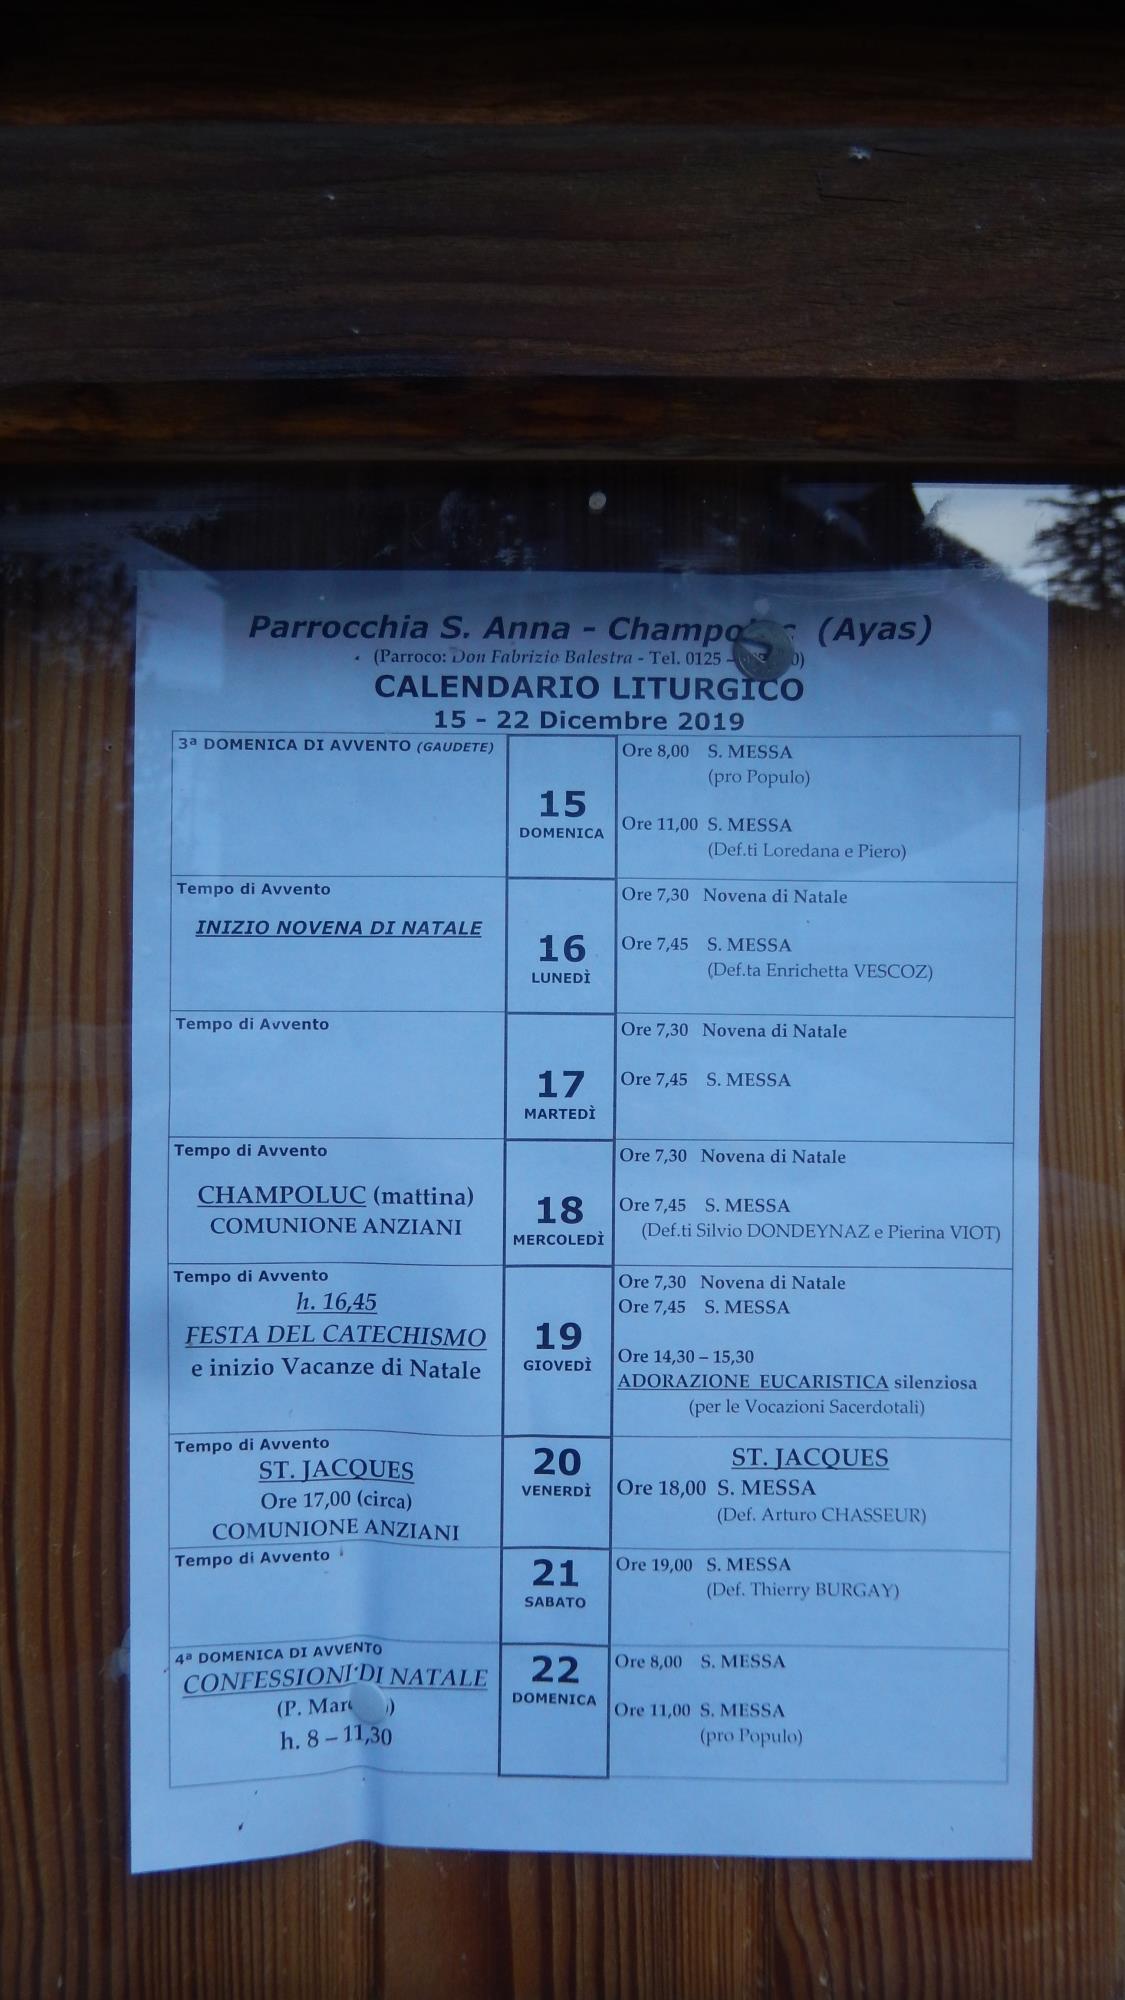 Parrocchia S. Anna - (Ayas)
(Parroco: Don Fabrizio Balestra - Tel. 0125 -
CALENDARIO LITURGICO
15 - 22 Dicembre 2019
3ª DOMENICA DI AVVENTO (GAUDETE)
15
DOMENICA
Ore 8,00 S. MESSA
(pro Populo)
Ore 11,00 S. MESSA
(Def.ti Loredana e Piero)
Tempo di Avvento
INIZIO NOVENA DI NATALE
16
LUNEDÌ
Ore 7,30 Novena di Natale
Ore 7,45 S. MESSA
(Def.ta Enrichetta VESCOZ)
Tempo di Avvento
17
MARTEDÌ
Ore 7,30 Novena di Natale
Ore 7,45 S. MESSA
Tempo di Avvento
CHAMPOLUC (mattina)
COMUNIONE ANZIANI
18
MERCOLEDÌ
Ore 7,30 Novena di Natale
Ore 7,45 S. MESSA
(Def.ti Silvio DONDEYNAZ e Pierina VIOT)
Tempo di Avvento
h. 16,45
FESTA DEL CATECHISMO
e inizio Vacanze di Natale
19
GIOVEDÌ
Ore 7,30 Novena di Natale
Ore 7,45 S. MESSA
Ore 14,30 – 15,30
ADORAZIONE EUCARISTICA silenziosa
(per le Vocazioni Sacerdotali)
Tempo di Avvento
ST. JACQUES
Ore 17,00 (circa)
COMUNIONE ANZIANI
20
VENERDÌ
ST. JACQUES
Ore 18,00 S. MESSA
(Def. Arturo CHASSEUR)
Tempo di Avvento
21
SABATO
Ore 19,00 S. MESSA
(Def. Thierry BURGAY)
4ª DOMENICA DI AVVENTO
CONFESSIONI DI NATALE
(P.
h. 8 – 11,30
22
DOMENICA
Ore 8,00 S. MESSA
Ore 11,00 S. MESSA
(pro Populo)